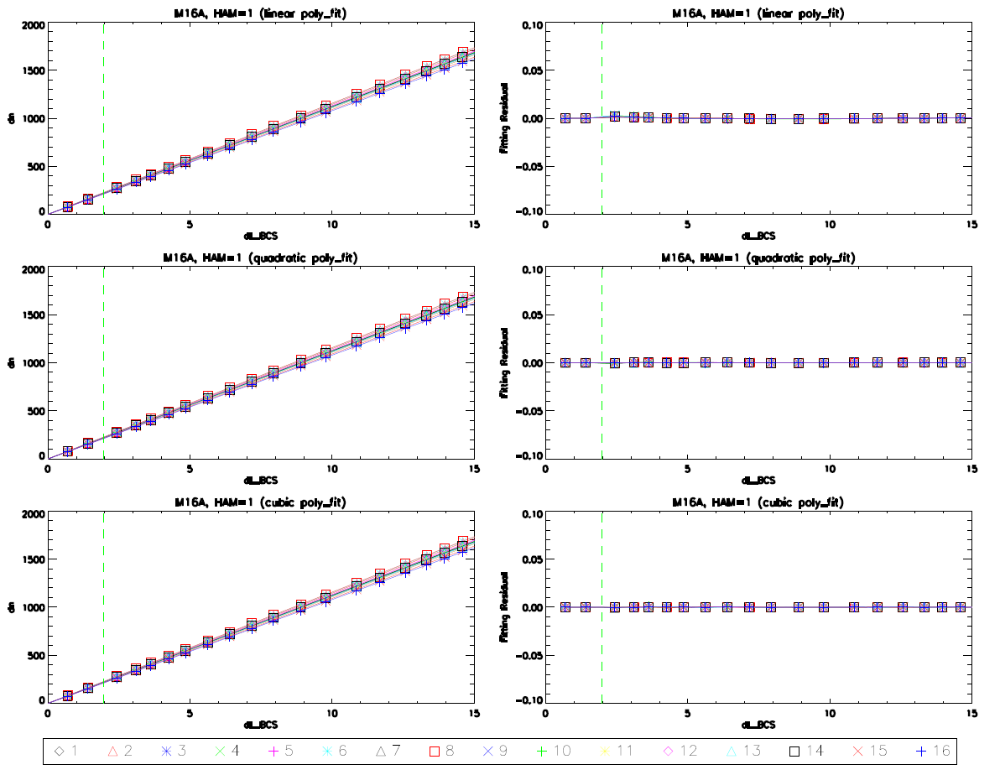 M16A, HAM=1 (linear poly_fit)
M16A, HAM=1 (linear poly_fit)
2000
1500
1000
500
0
dn
0 5 10 15
dL_BCS
0.10
0.05
0.00
-0.05
-0.10
Fitting Residual
0 5 10 15
dL_BCS
M16A, HAM=1 (quadratic poly_fit)
M16A, HAM=1 (quadratic poly_fit)
2000
1500
1000
500
0
dn
0 5 10 15
dL_BCS
0.10
0.05
0.00
-0.05
-0.10
Fitting Residual
0 5 10 15
dL_BCS
M16A, HAM=1 (cubic poly_fit)
M16A, HAM=1 (cubic poly_fit)
2000
1500
1000
500
0
dn
0 5 10 15
dL_BCS
0.10
0.05
0.00
-0.05
-0.10
Fitting Residual
0 5 10 15
dL_BCS
1 2 3 4 5 6 7 8 9 10 11 12 13 14 15 16